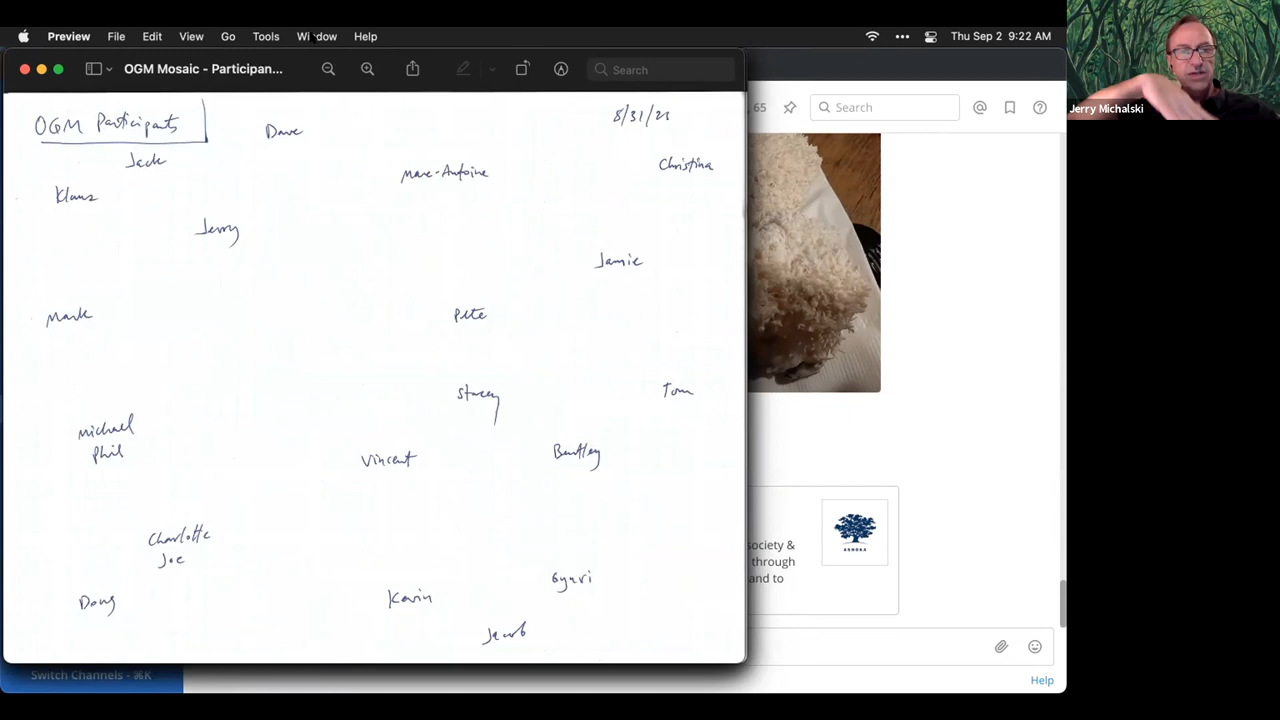 Preview File Edit View Go Tools Window Help Thu Sep 2 9:22 AM
OGM Mosaic - Participan... Search
65 Search
Jerry Michalski
OGM Participants
8/31/21
Dave
Jack
Marc-Antoine
Christina
Klaus
Jerry
Jamie
Mark
Pete
Stacey
Tom
Michael
Phil
Vincent
Bentley
Charlotte
Joe
Gyuri
Doug
Kevin
Jacob
ASHOKA
society &
through
and to
Switch Channels - ⌘K
Help